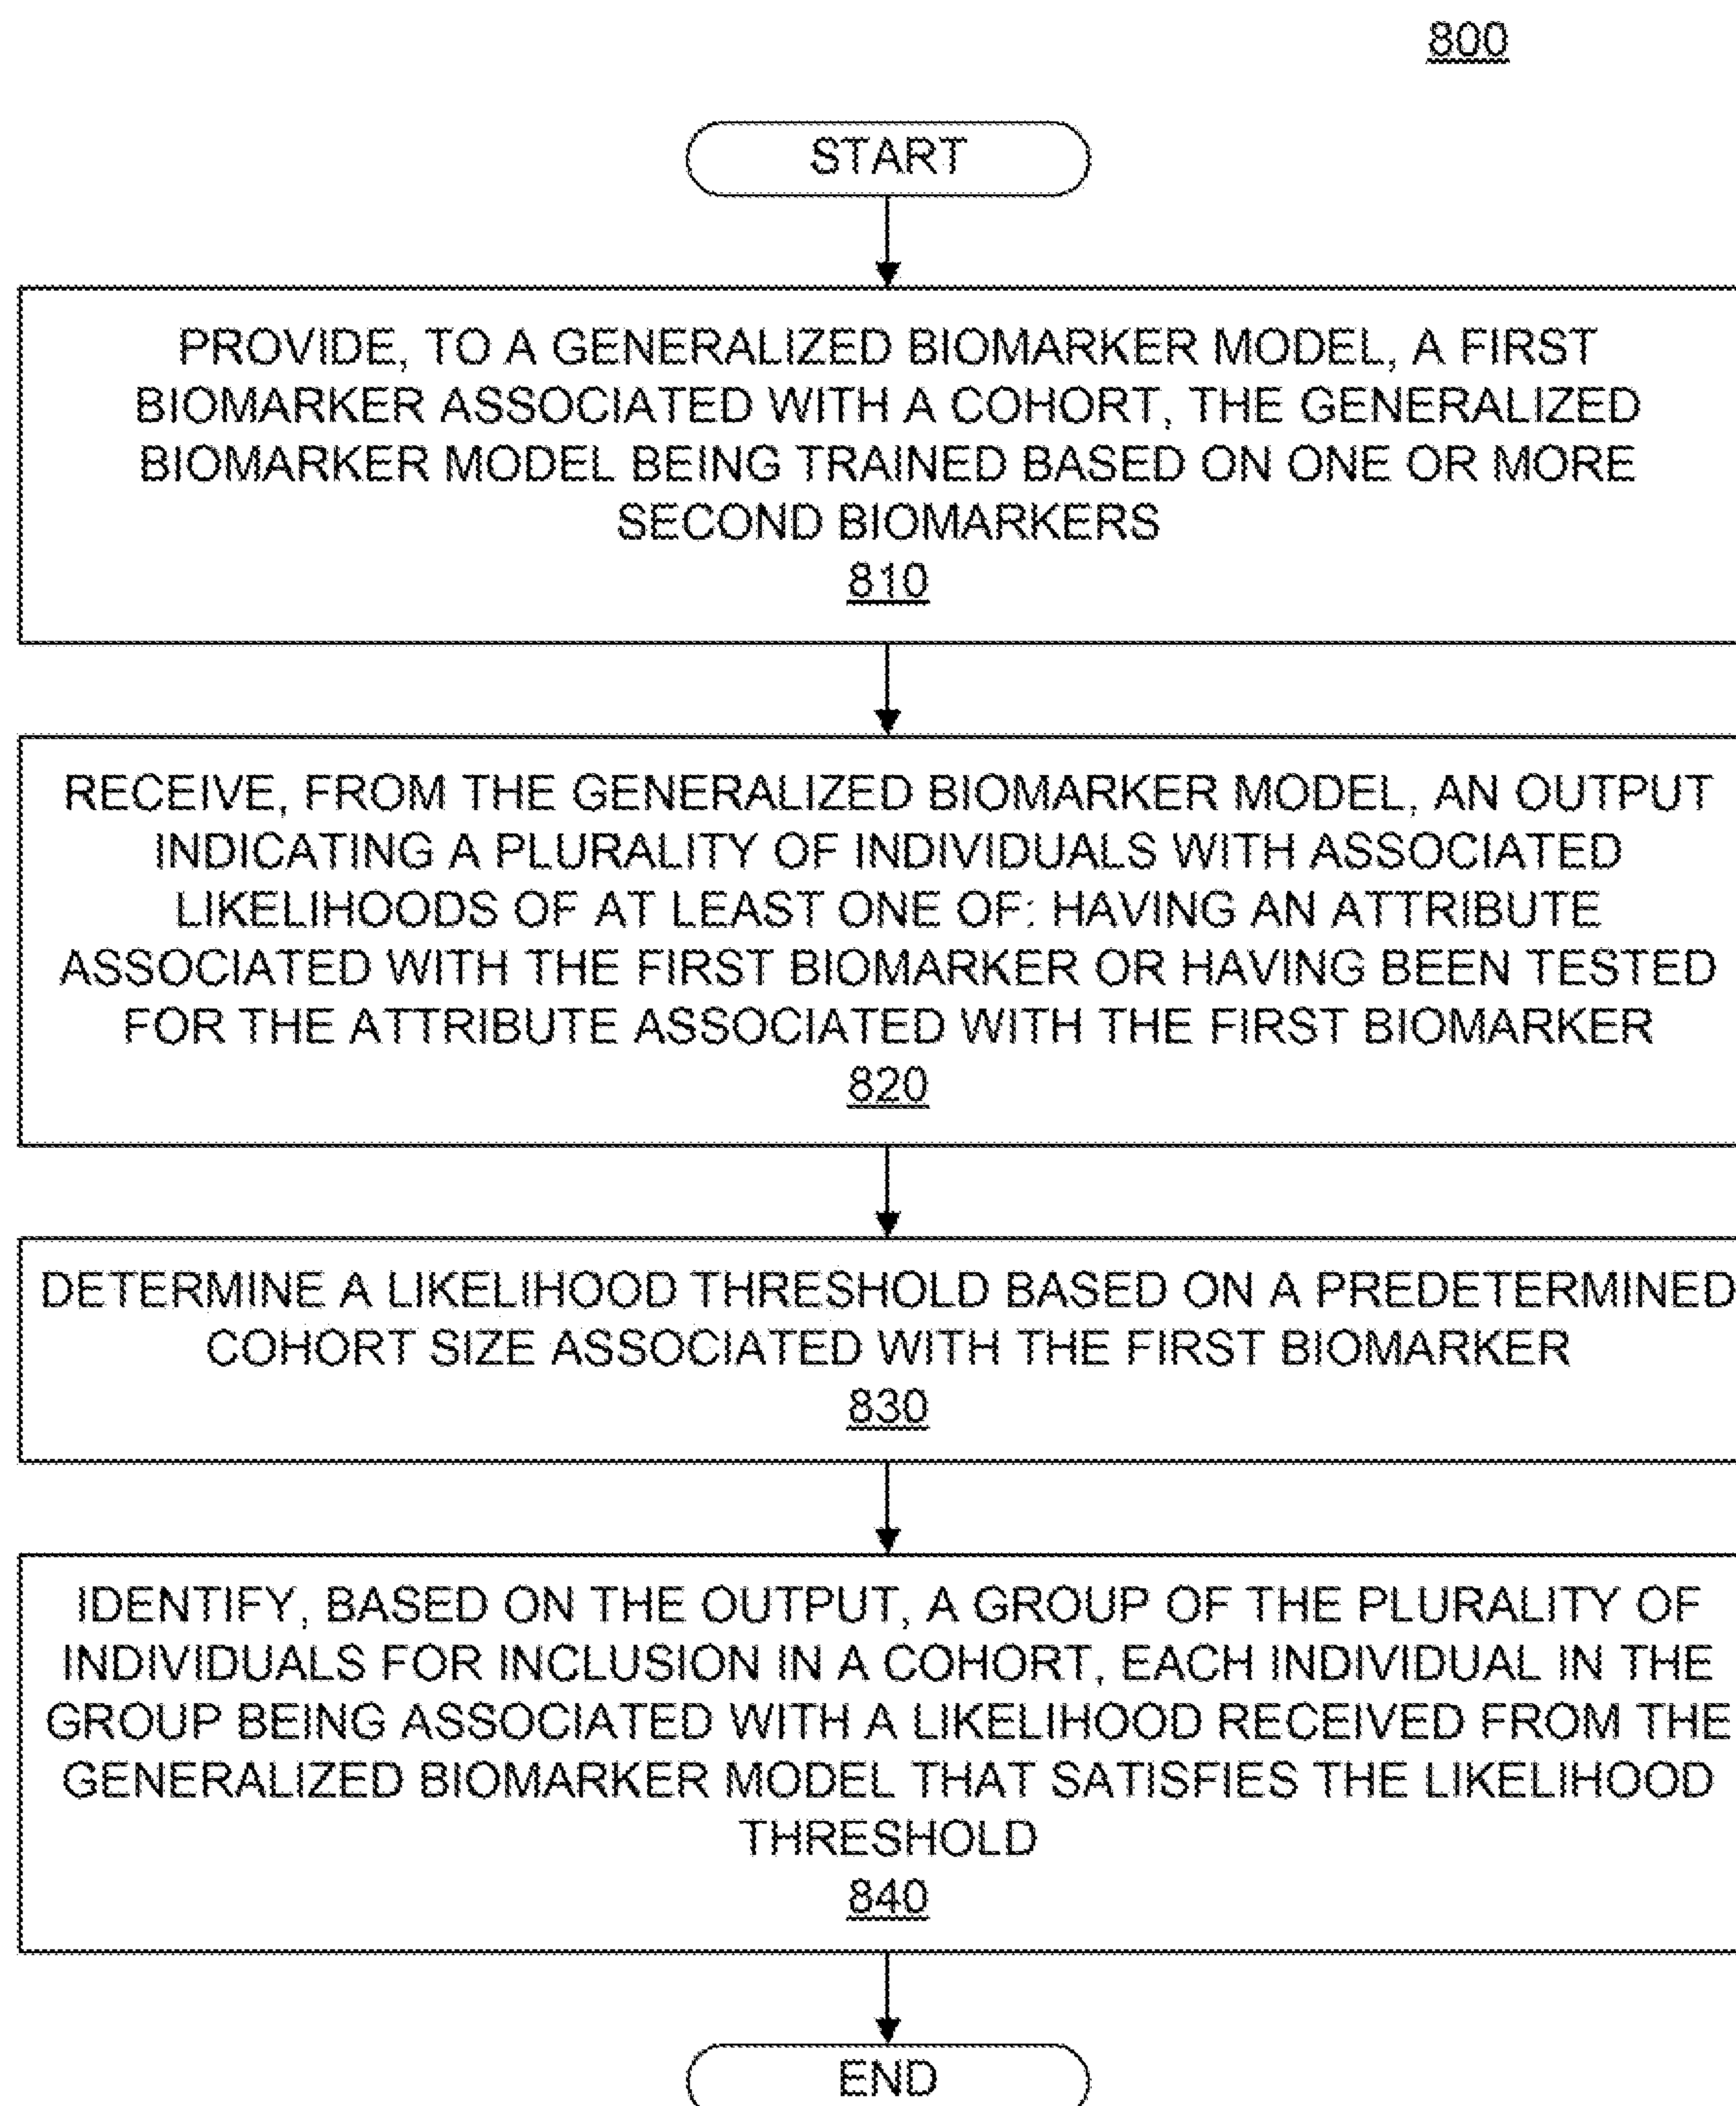 800
START
PROVIDE, TO A GENERALIZED BIOMARKER MODEL, A FIRST
BIOMARKER ASSOCIATED WITH A COHORT, THE GENERALIZED
BIOMARKER MODEL BEING TRAINED BASED ON ONE OR MORE
SECOND BIOMARKERS
810
RECEIVE, FROM THE GENERALIZED BIOMARKER MODEL, AN OUTPUT
INDICATING A PLURALITY OF INDIVIDUALS WITH ASSOCIATED
LIKELIHOODS OF AT LEAST ONE OF: HAVING AN ATTRIBUTE
ASSOCIATED WITH THE FIRST BIOMARKER OR HAVING BEEN TESTED
FOR THE ATTRIBUTE ASSOCIATED WITH THE FIRST BIOMARKER
820
DETERMINE A LIKELIHOOD THRESHOLD BASED ON A PREDETERMINED
COHORT SIZE ASSOCIATED WITH THE FIRST BIOMARKER
830
IDENTIFY, BASED ON THE OUTPUT, A GROUP OF THE PLURALITY OF
INDIVIDUALS FOR INCLUSION IN A COHORT, EACH INDIVIDUAL IN THE
GROUP BEING ASSOCIATED WITH A LIKELIHOOD RECEIVED FROM THE
GENERALIZED BIOMARKER MODEL THAT SATISFIES THE LIKELIHOOD
THRESHOLD
840
END